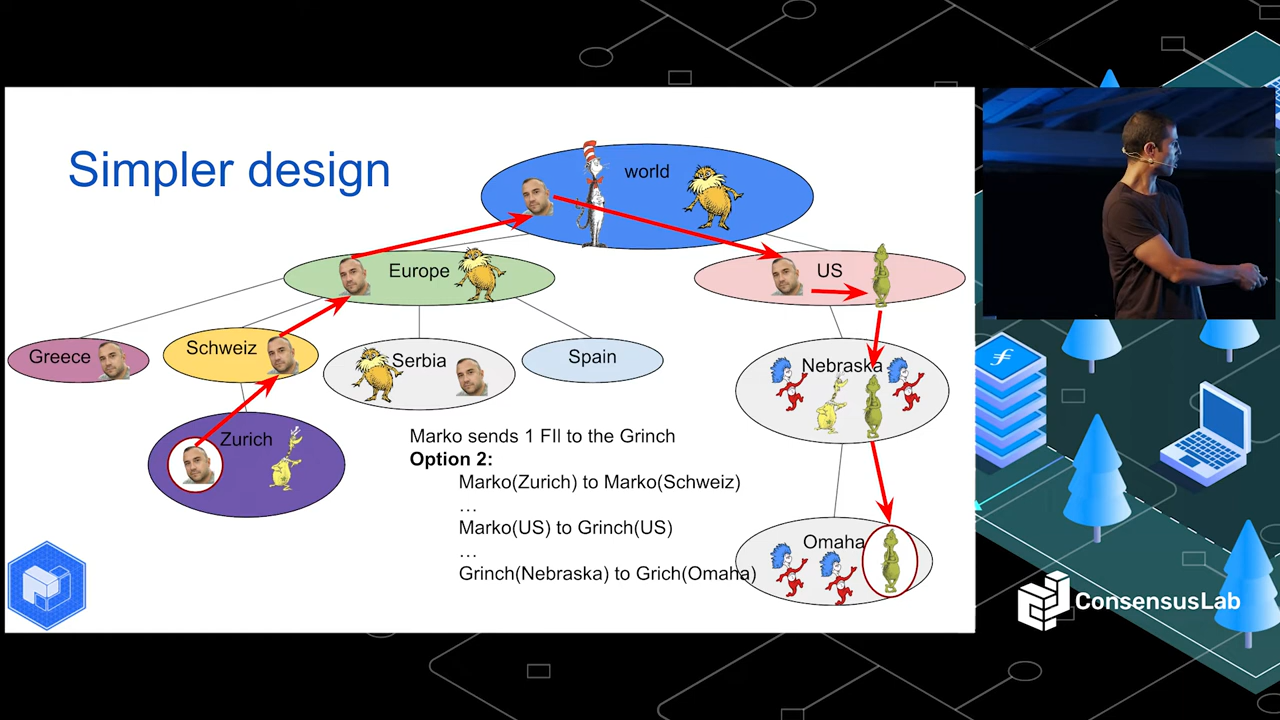 Simpler design
world
Europe
US
Greece
Schweiz
Serbia
Spain
Nebraska
Zurich
Marko sends 1 FIl to the Grinch
Option 2:
Marko(Zurich) to Marko(Schweiz)
…
Marko(US) to Grinch(US)
…
Grinch(Nebraska) to Grich(Omaha)
Omaha
ConsensusLab